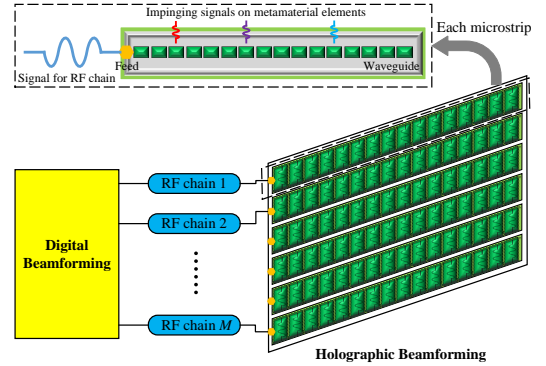 Impinging signals on metamaterial elements
Each microstrip
Signal for RF chain
Feed
Waveguide
Digital
Beamforming
RF chain 1
RF chain 2
RF chain M
Holographic Beamforming